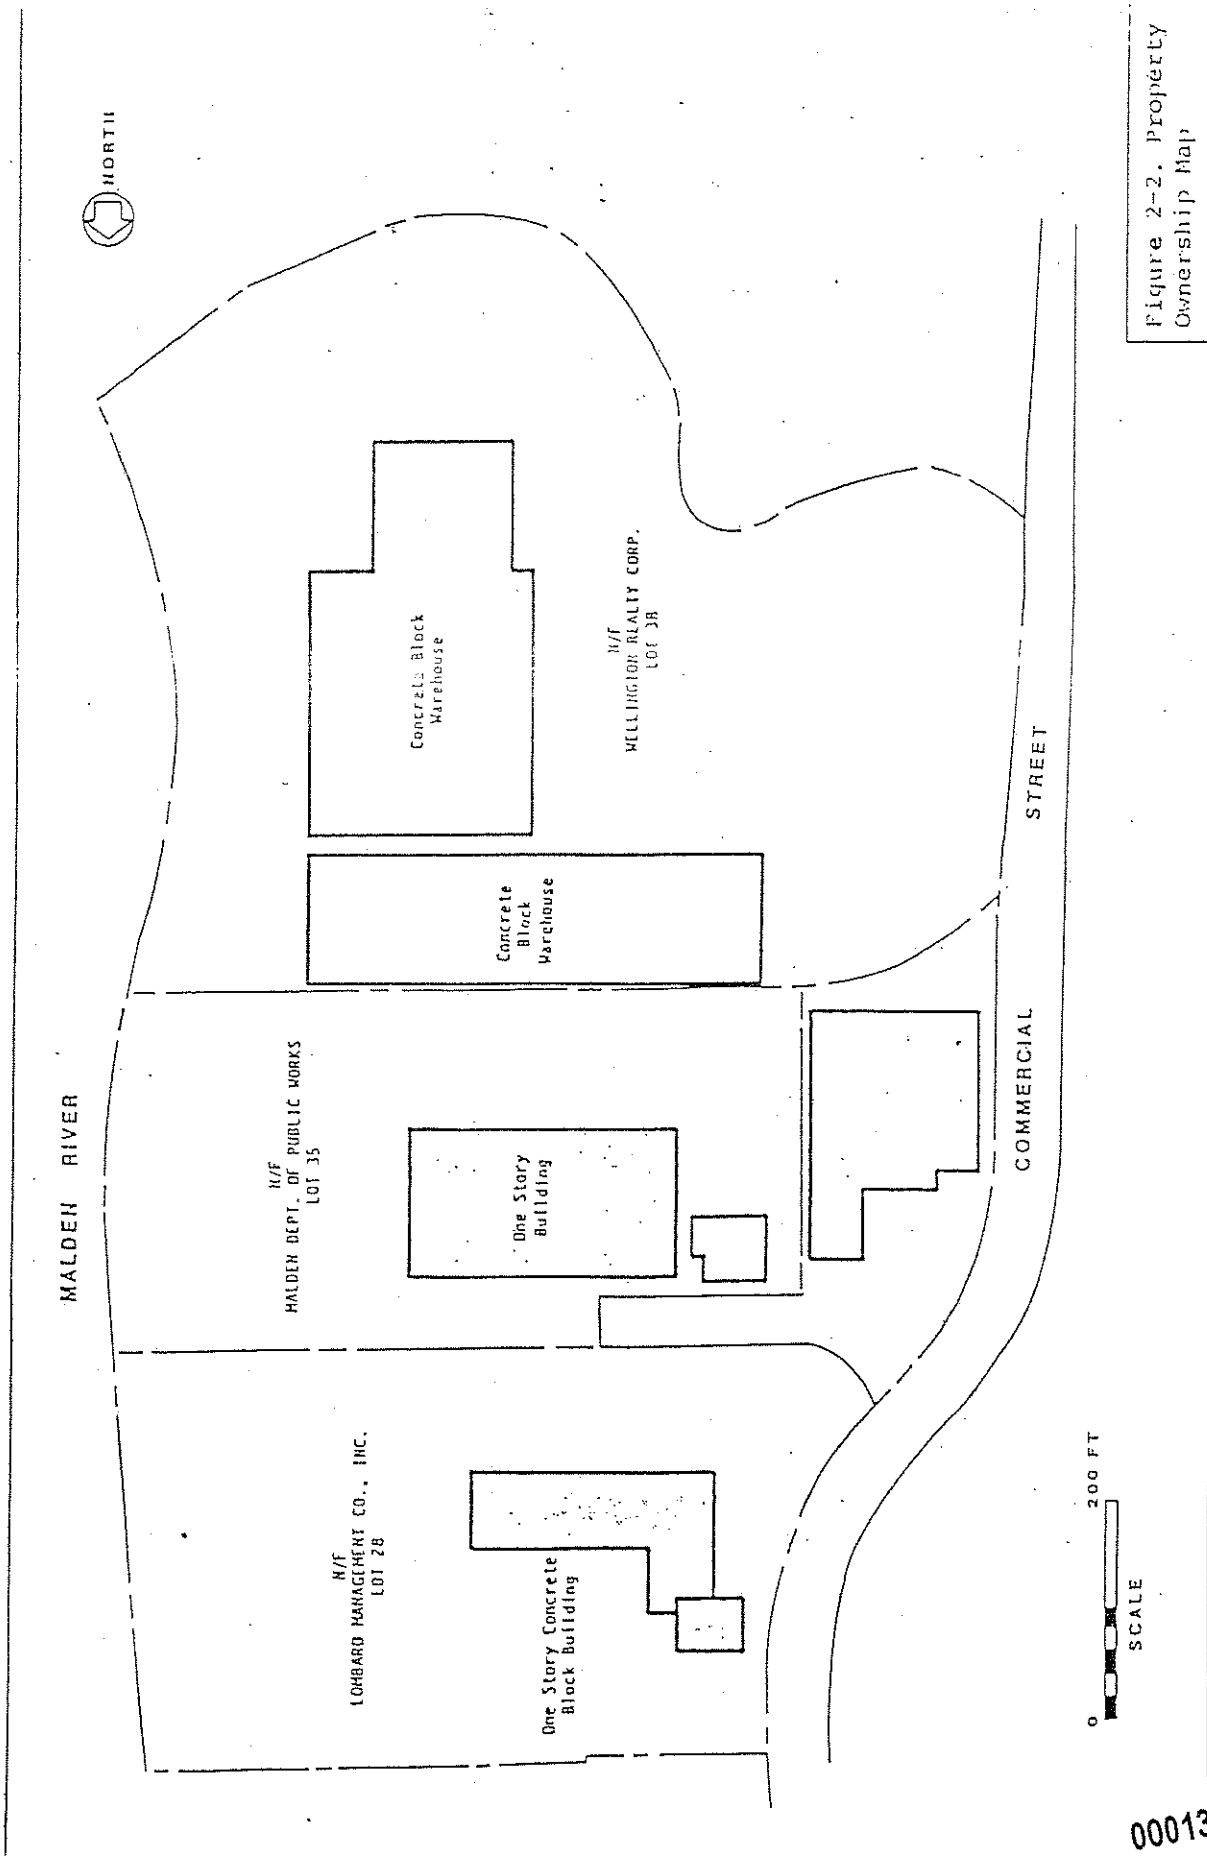 NORTH
MALDEN RIVER
N/F
LOMBARD MANAGEMENT CO., INC.
LOT 28
One Story Concrete
Block Building
N/F
MALDEN DEPT. OF PUBLIC WORKS
LOT 35
One Story
Building
Concrete
Block
Warehouse
Concrete Block
Warehouse
N/F
WELLINGTON REALTY CORP.
LOT
COMMERCIAL STREET
0 200 FT
SCALE
Figure 2-2. Property
Ownership Map
00013